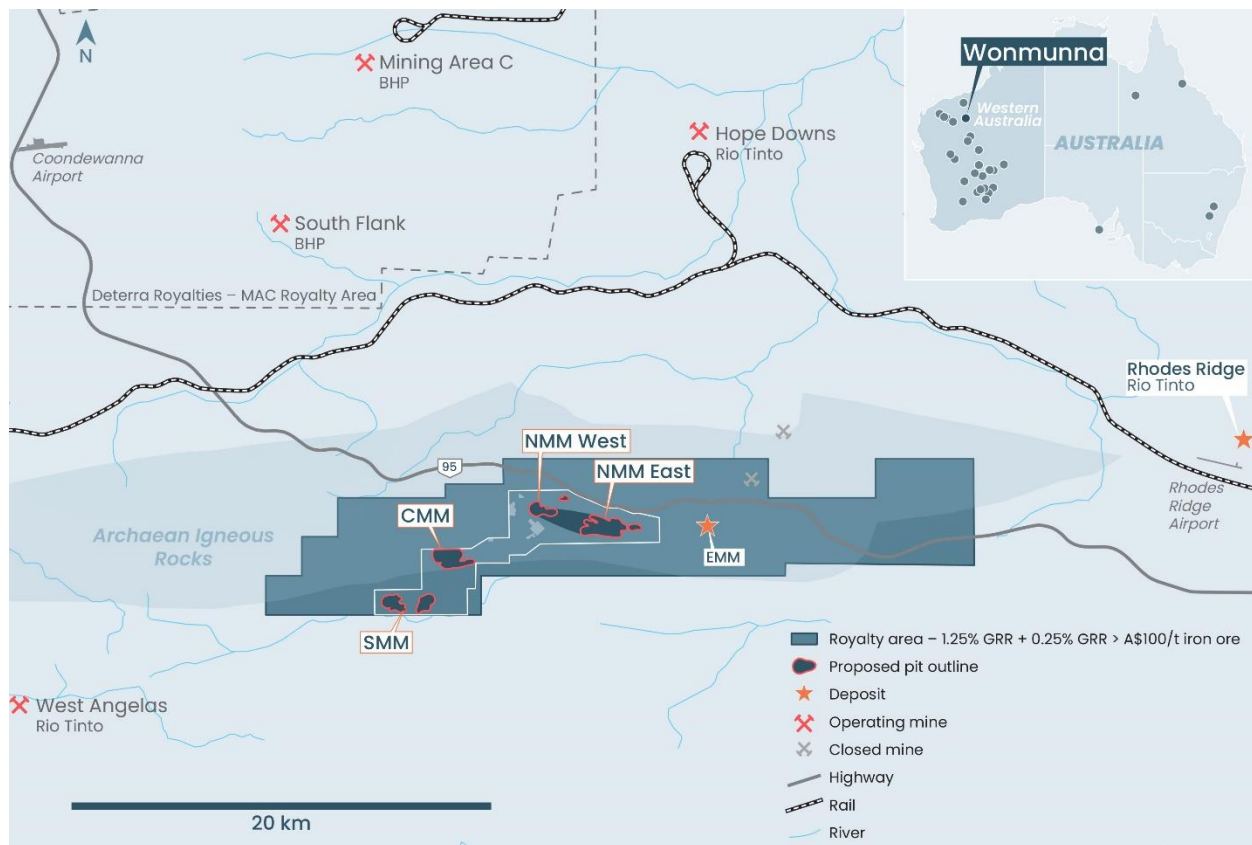 N
Mining Area C
BHP
Wonmunna
Western
Australia
AUSTRALIA
Hope Downs
Rio Tinto
Coondewanna
Airport
South Flank
BHP
Deterra Royalties – MAC Royalty Area
Rhodes Ridge
Rio Tinto
NMM West
95
NMM East
Rhodes
Ridge
Airport
CMM
Archaean Igneous
Rocks
EMM
SMM
West Angelas
Rio Tinto
Royalty area – 1.25% GRR + 0.25% GRR > A$100/t iron ore
Proposed pit outline
Deposit
Operating mine
Closed mine
Highway
Rail
River
20 km